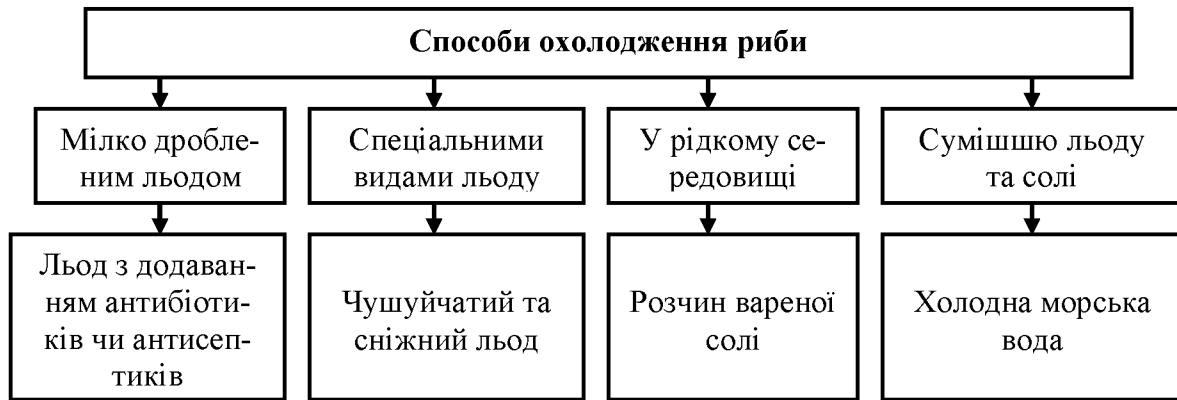 Способи охолодження риби
Мілко дробле-
ним льодом
Спеціальними
видами льоду
У рідкому се-
редовищі
Сумішшю льоду
та солі
Льод з додаван-
ням антибіоти-
ків чи антисеп-
тиків
Чушуйчатий та
сніжний льод
Розчин вареної
солі
Холодна морська
вода